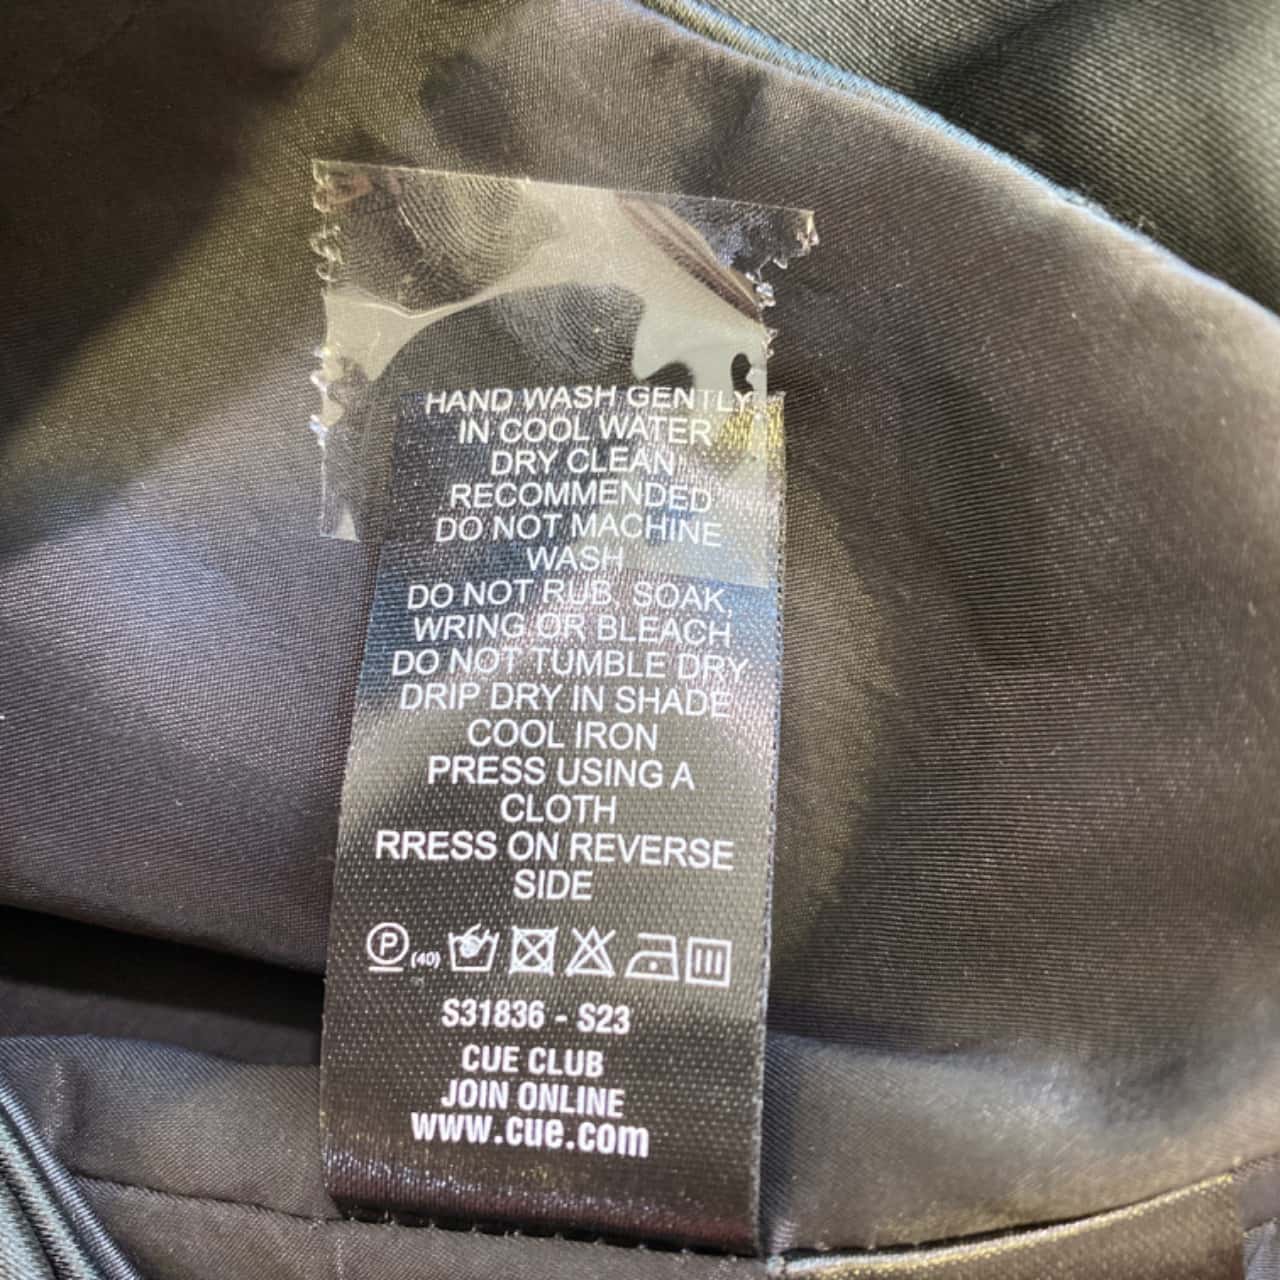 HAND WASH GENTLY
IN COOL WATER
DRY CLEAN
RECOMMENDED
DO NOT MACHINE
WASH
DO NOT RUB, SOAK,
WRING OR BLEACH
DO NOT TUMBLE DRY
DRIP DRY IN SHADE
COOL IRON
PRESS USING A
CLOTH
RRESS ON REVERSE
SIDE
P (40)
S31836 - S23
CUE CLUB
JOIN ONLINE
www.cue.com